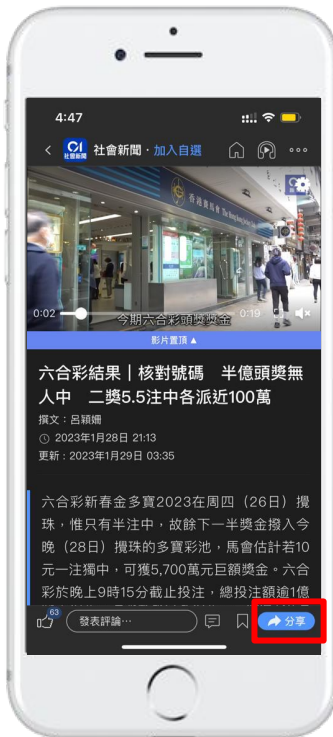 4:47
01
社會新聞
社會新聞・加入自選
香港賽馬會 The Hong Kong Jockey Club
0:02
0:19
今期六合彩頭獎獎金
影片置頂 ▲
六合彩結果｜核對號碼 半億頭獎無
人中 二獎5.5注中各派近100萬
撰文：呂穎姍
2023年1月28日 21:13
更新：2023年1月29日 03:35
六合彩新春金多寶2023在周四（26日）攪
珠，惟只有半注中，故餘下一半獎金撥入今
晚（28日）攪珠的多寶彩池，馬會估計若10
元一注獨中，可獲5,700萬元巨額獎金。六合
彩於晚上9時15分截止投注，總投注額逾1億
63
發表評論…
分享